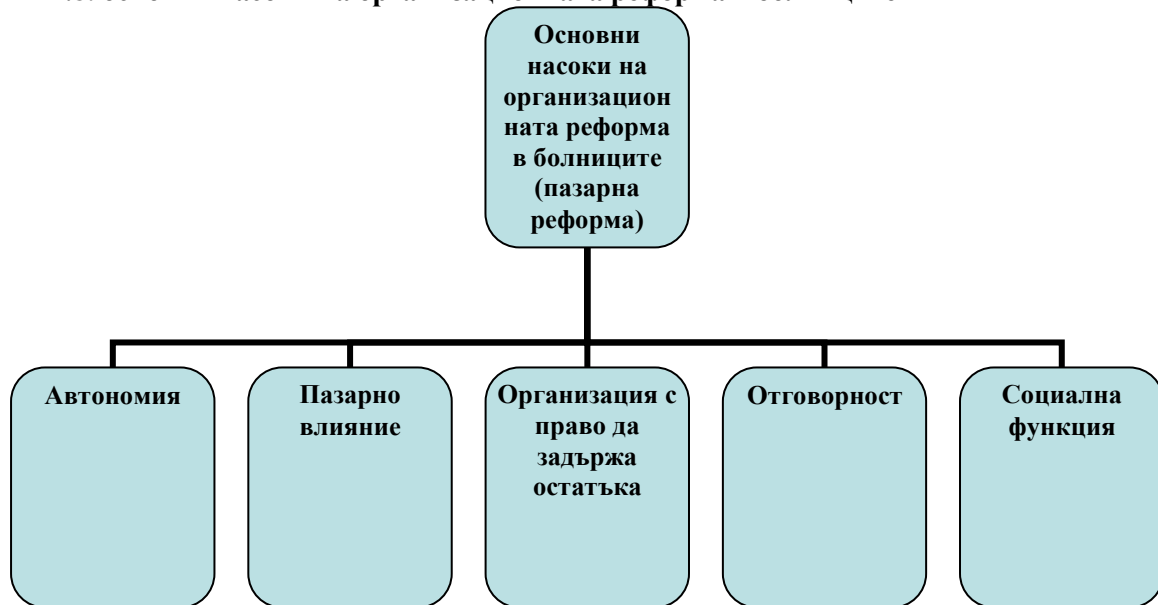 Основни
насоки на
организацион
ната реформа
в болниците
(пазарна
реформа)
Автономия
Пазарно
влияние
Организация с
право да
задържа
остатъка
Отговорност
Социална
функция